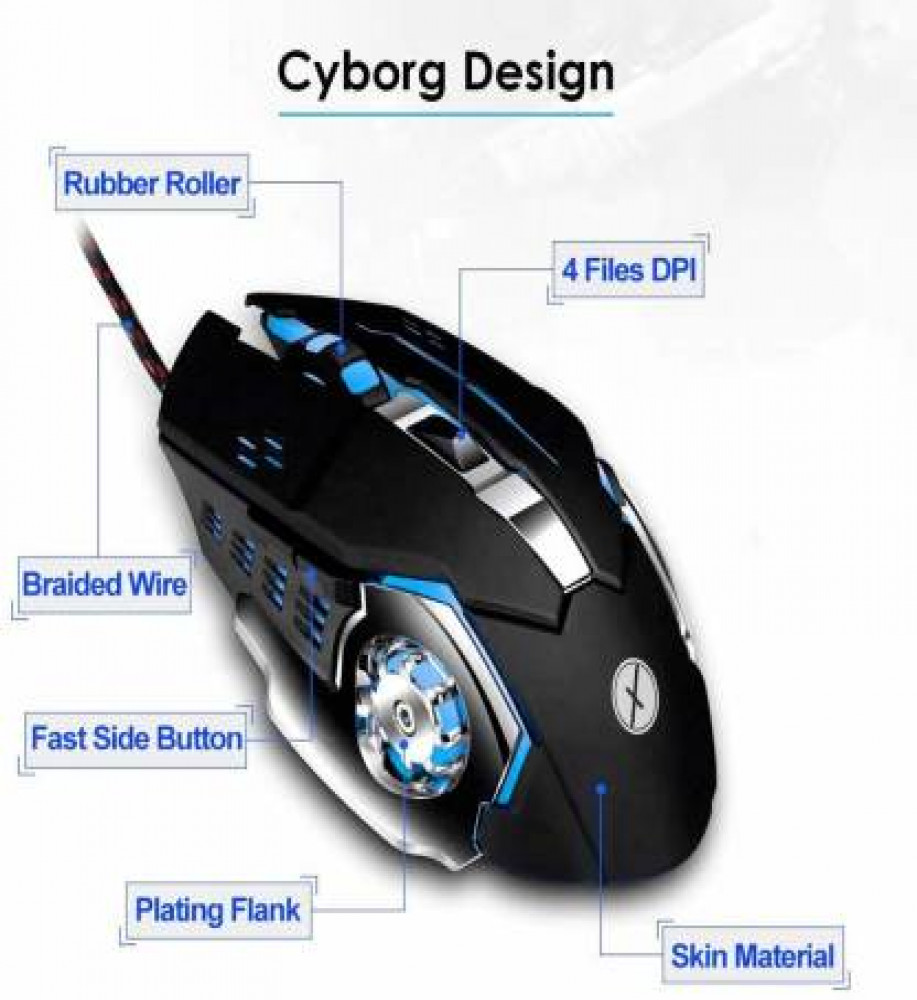 Cyborg Design
Rubber Roller
4 Files DPI
Braided Wire
Fast Side Button
Plating Flank
Skin Material